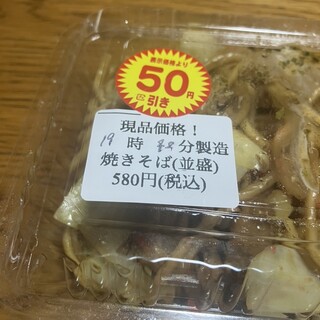 表示価格より
50円
引き
現品価格！
19時 分製造
焼きそば(並盛)
580円(税込)